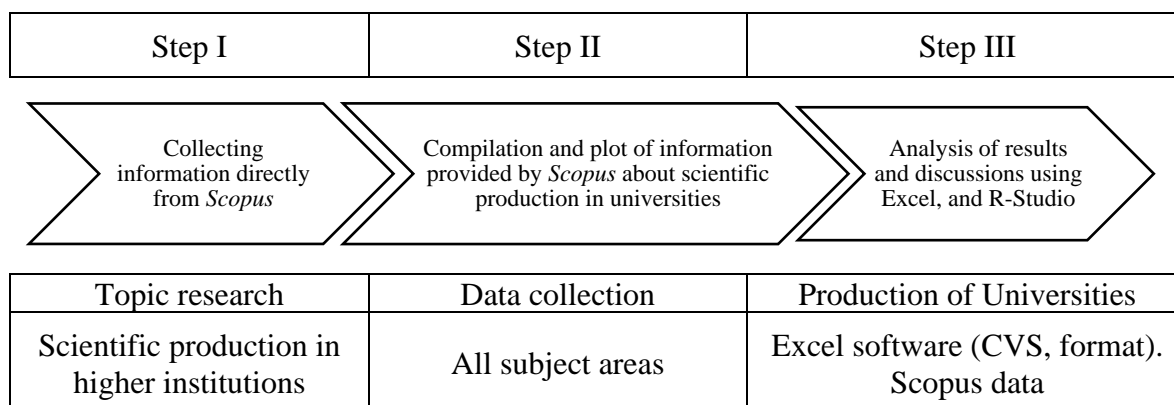 Step I
Step II
Step III
Collecting
information directly
from Scopus
Compilation and plot of information
provided by Scopus about scientific
production in universities
Analysis of results
and discussions using
Excel, and R-Studio
Topic research
Data collection
Production of Universities
Scientific production in
higher institutions
All subject areas
Excel software (CVS, format).
Scopus data